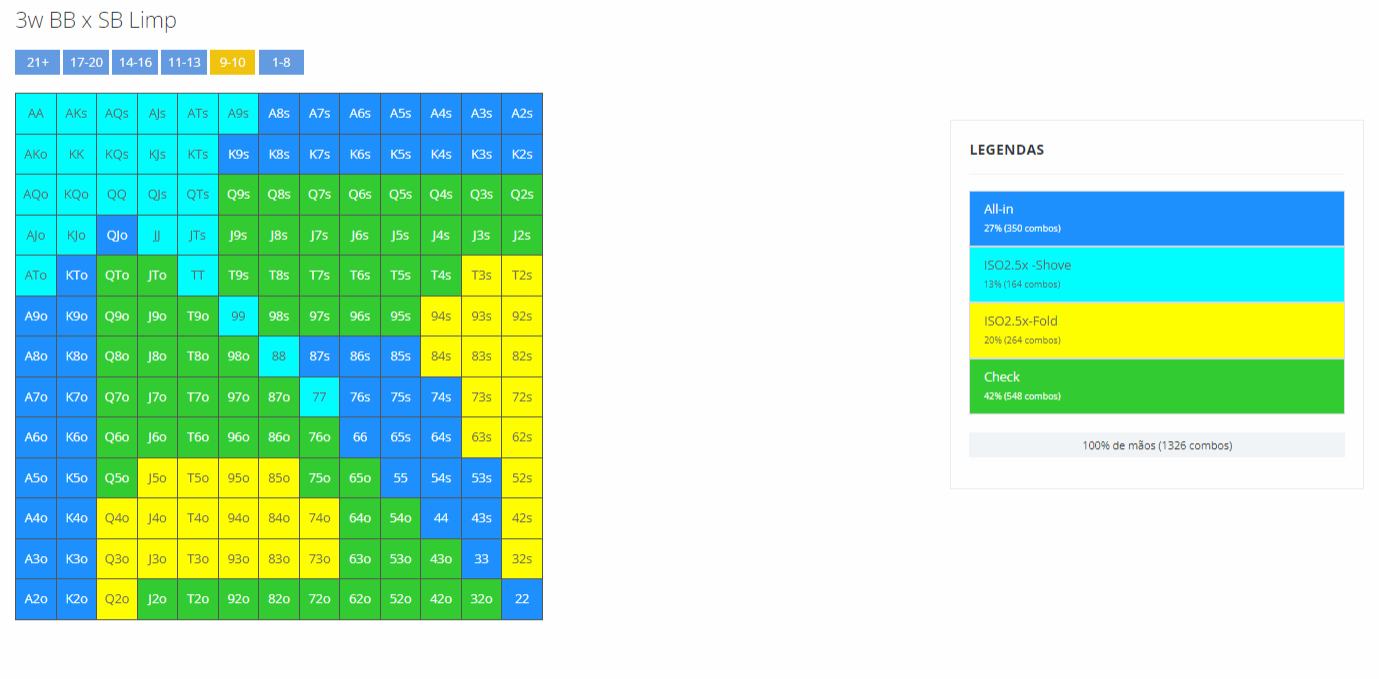 3w BB x SB Limp
21+ 17-20 14-16 11-13 9-10 1-8
AA AKs AQs AJs ATs A9s A8s A7s A6s A5s A4s A3s A2s
AKo KK KQs KJs KTs K9s K8s K7s K6s K5s K4s K3s K2s
AQo KQo QQ QJs QTs Q9s Q8s Q7s Q6s Q5s Q4s Q3s Q2s
AJo KJo QJo JJ JTs J9s J8s J7s J6s J5s J4s J3s J2s
ATo KTo QTo JTo TT T9s T8s T7s T6s T5s T4s T3s T2s
A9o K9o Q9o J9o T9o 99 98s 97s 96s 95s 94s 93s 92s
A8o K8o Q8o J8o T8o 98o 88 87s 86s 85s 84s 83s 82s
A7o K7o Q7o J7o T7o 97o 87o 77 76s 75s 74s 73s 72s
A6o K6o Q6o J6o T6o 96o 86o 76o 66 65s 64s 63s 62s
A5o K5o Q5o J5o T5o 95o 85o 75o 65o 55 54s 53s 52s
A4o K4o Q4o J4o T4o 94o 84o 74o 64o 54o 44 43s 42s
A3o K3o Q3o J3o T3o 93o 83o 73o 63o 53o 43o 33 32s
A2o K2o Q2o J2o T2o 92o 82o 72o 62o 52o 42o 32o 22
LEGENDAS
All-in
27% (350 combos)
ISO2.5x -Shove
13% (164 combos)
ISO2.5x-Fold
20% (264 combos)
Check
42% (548 combos)
100% de mãos (1326 combos)